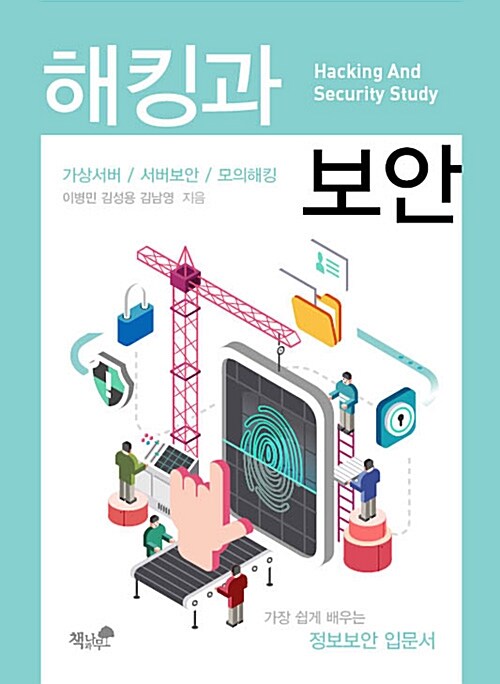 해킹과
Hacking And
Security Study
보안
가상서버 / 서버보안 / 모의해킹
이병민 김성용 김남영 지음
가장 쉽게 배우는
정보보안 입문서
책과나무